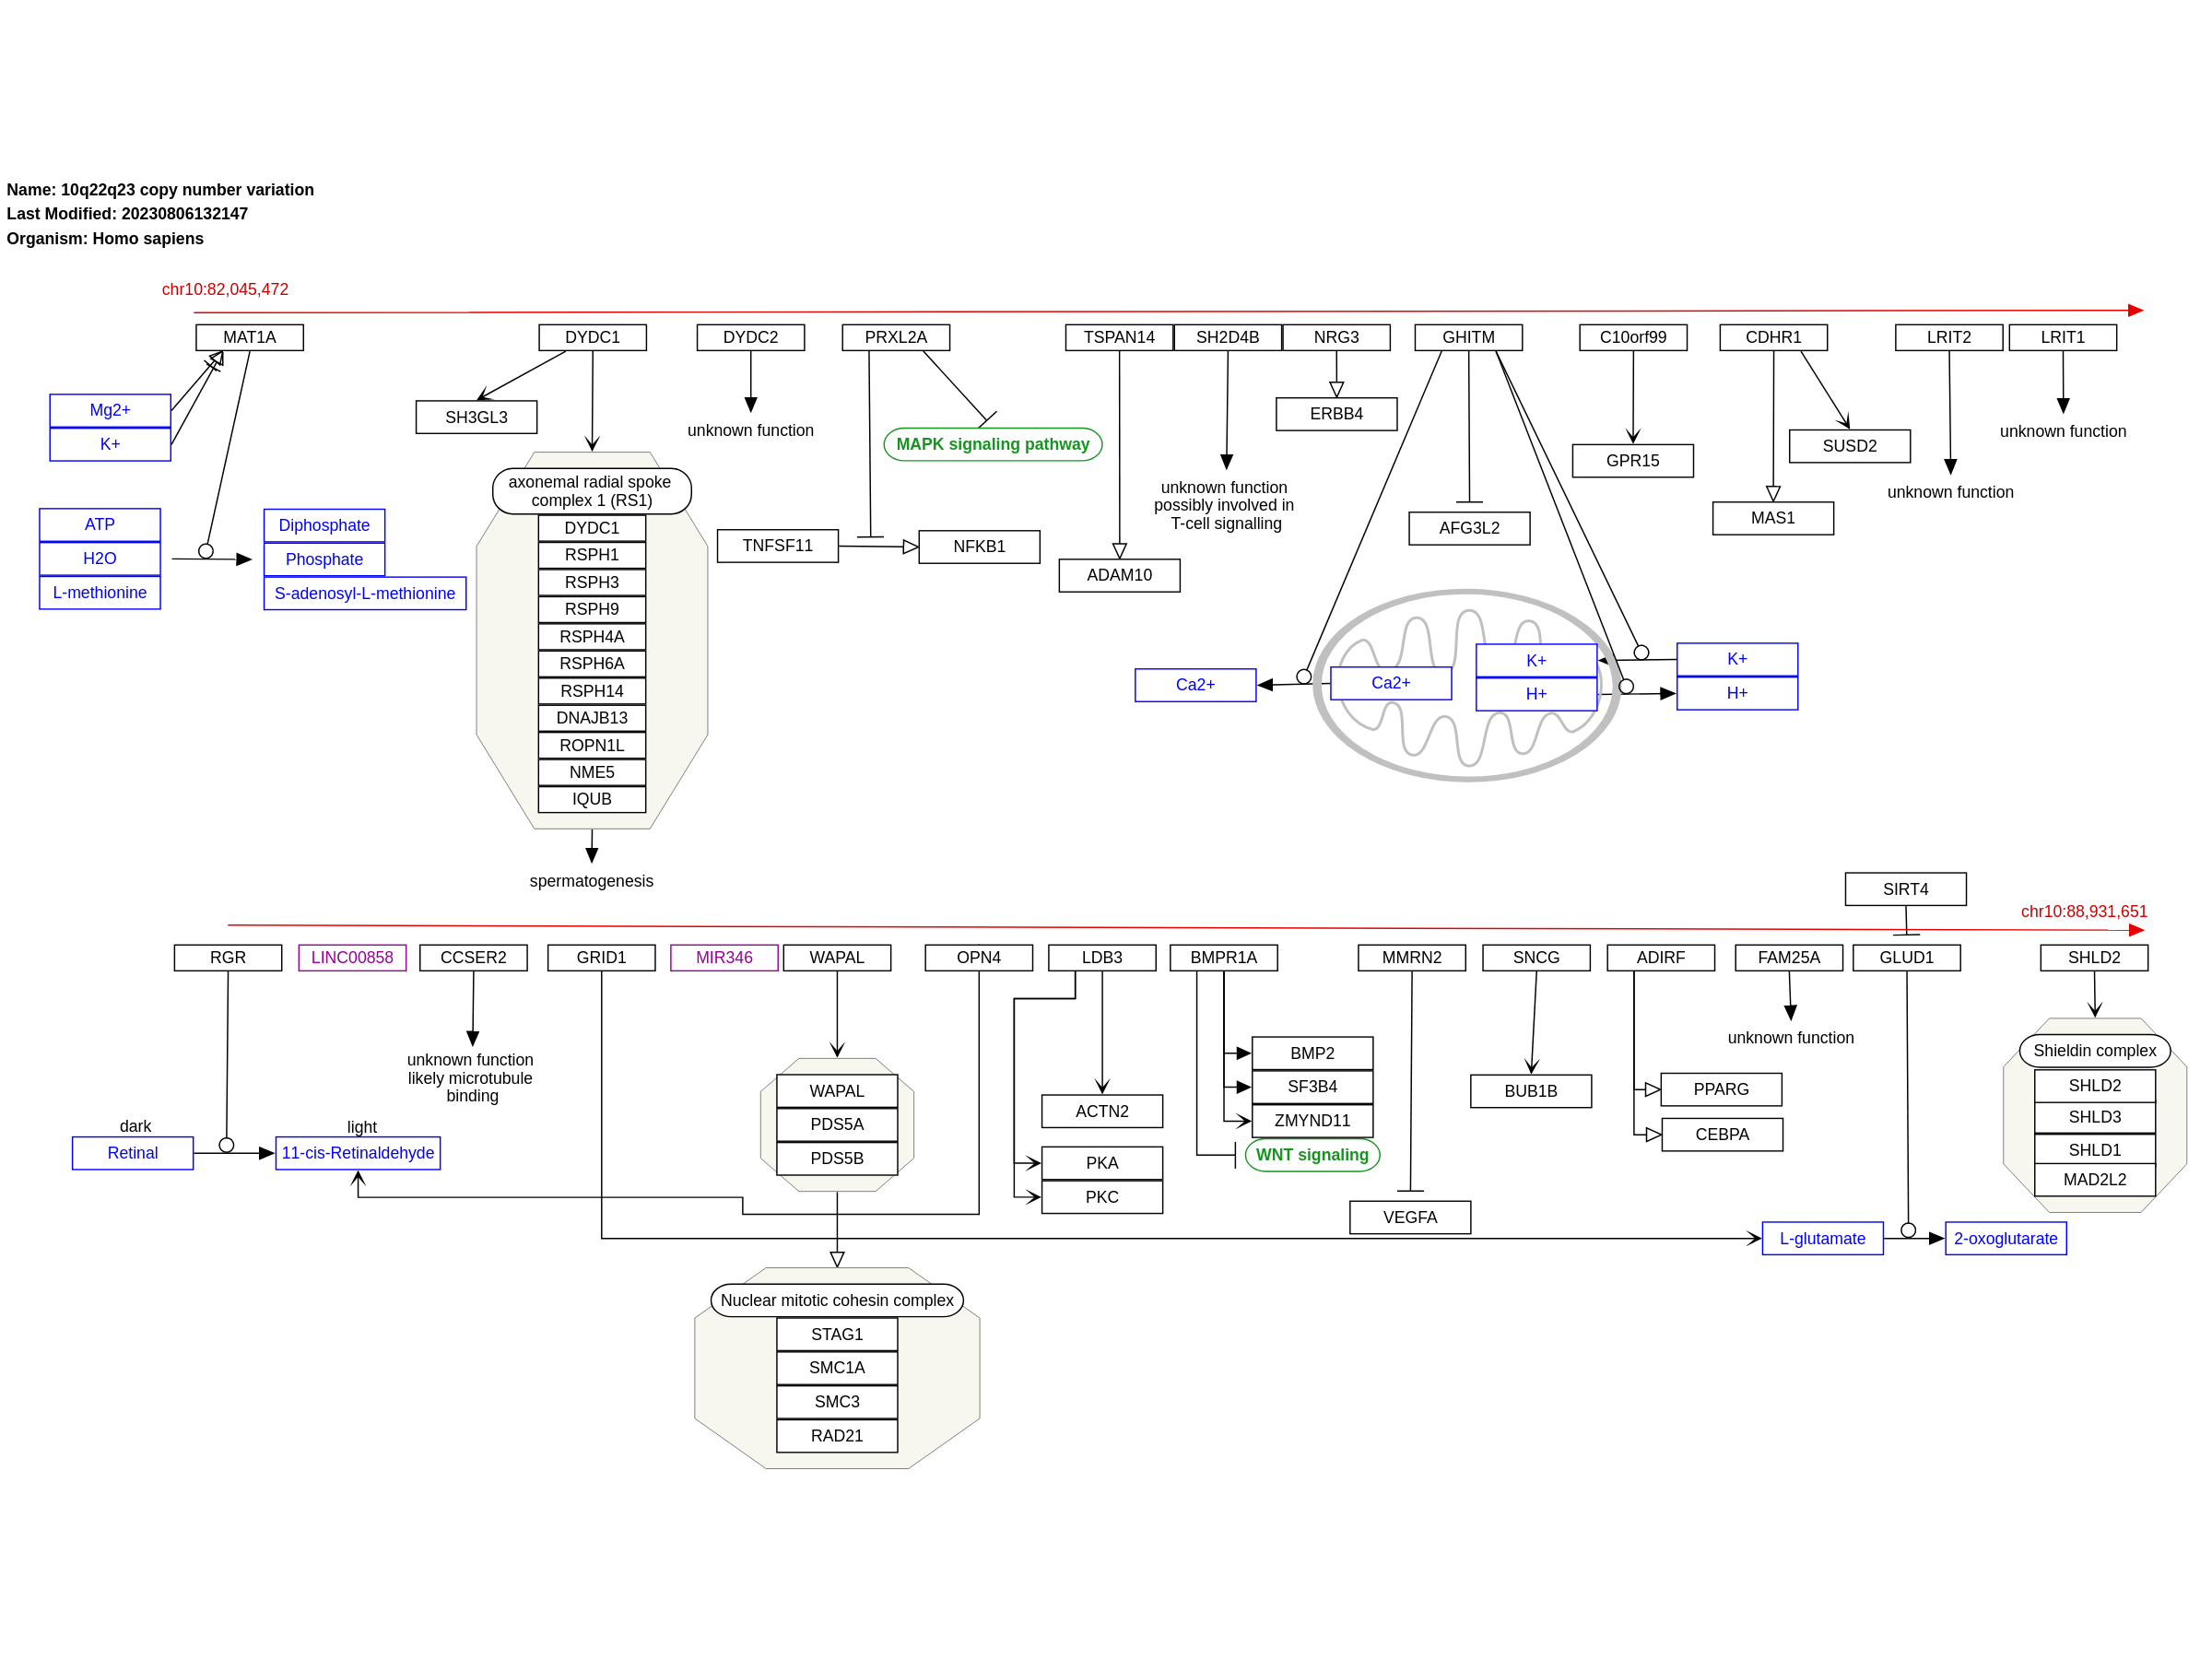 Name: 10q22q23 copy number variation
Last Modified: 20230806132147
Organism: Homo sapiens
chr10:82,045,472
MAT1A
DYDC1
DYDC2
PRXL2A
TSPAN14
SH2D4B
NRG3
GHITM
C10orf99
CDHR1
LRIT2
LRIT1
Mg2+
K+
SH3GL3
unknown function
MAPK signaling pathway
ERBB4
GPR15
SUSD2
unknown function
unknown function
unknown function
possibly involved in
T-cell signalling
AFG3L2
MAS1
ATP
H2O
L-methionine
Diphosphate
Phosphate
S-adenosyl-L-methionine
axonemal radial spoke
complex 1 (RS1)
DYDC1
RSPH1
RSPH3
RSPH9
RSPH4A
RSPH6A
RSPH14
DNAJB13
ROPN1L
NME5
IQUB
spermatogenesis
TNFSF11
NFKB1
ADAM10
Ca2+
Ca2+
K+
H+
K+
H+
SIRT4
chr10:88,931,651
RGR
LINC00858
CCSER2
GRID1
MIR346
WAPAL
OPN4
LDB3
BMPR1A
MMRN2
SNCG
ADIRF
FAM25A
GLUD1
SHLD2
unknown function
likely microtubule
binding
WAPAL
PDS5A
PDS5B
ACTN2
PKA
PKC
BMP2
SF3B4
ZMYND11
WNT signaling
VEGFA
BUB1B
PPARG
CEBPA
unknown function
Shieldin complex
SHLD2
SHLD3
SHLD1
MAD2L2
dark
Retinal
light
11-cis-Retinaldehyde
L-glutamate
2-oxoglutarate
Nuclear mitotic cohesin complex
STAG1
SMC1A
SMC3
RAD21